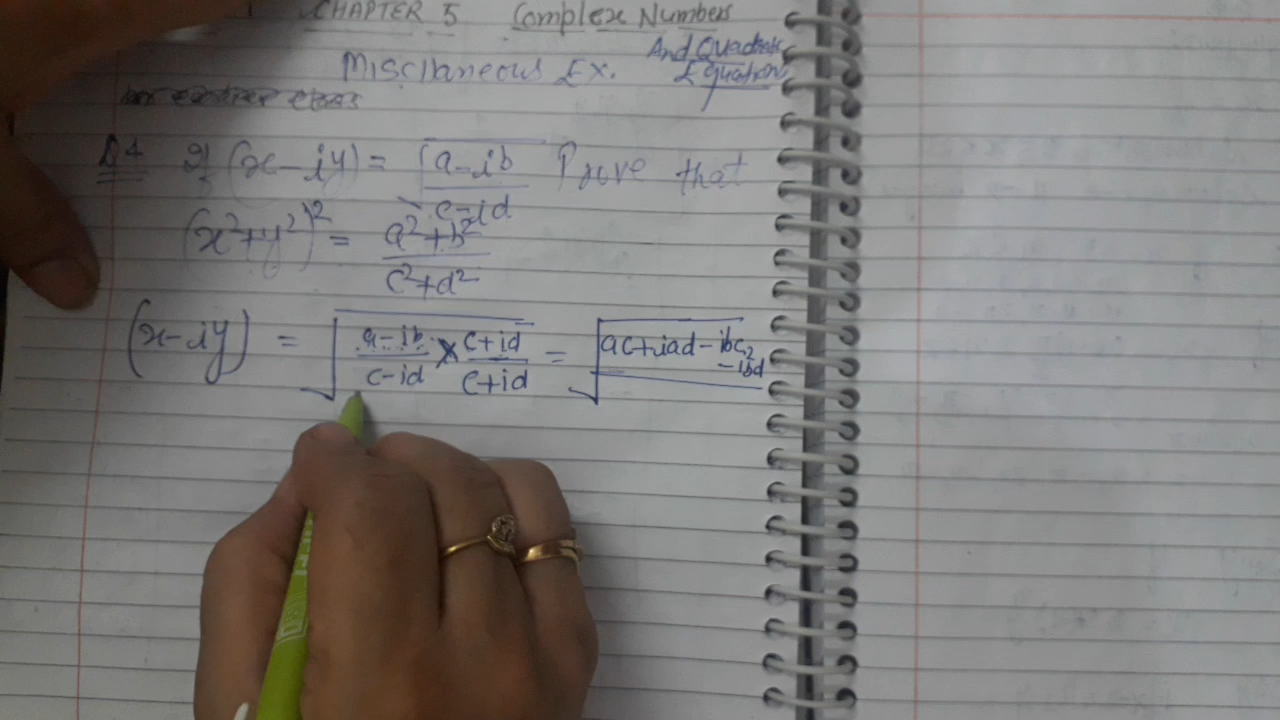 CHAPTER 5 Complex Numbers
And Quadratic
Miscllaneous Ex. Equations
Q4 If (x-iy) = √((a-ib)/(c-id)) Prove that
(x²+y²)² = (a²+b²)/(c²+d²)
(x-iy) = √((a-ib)/(c-id) × (c+id)/(c+id)) = √(ac+iad-ibc-i²bd